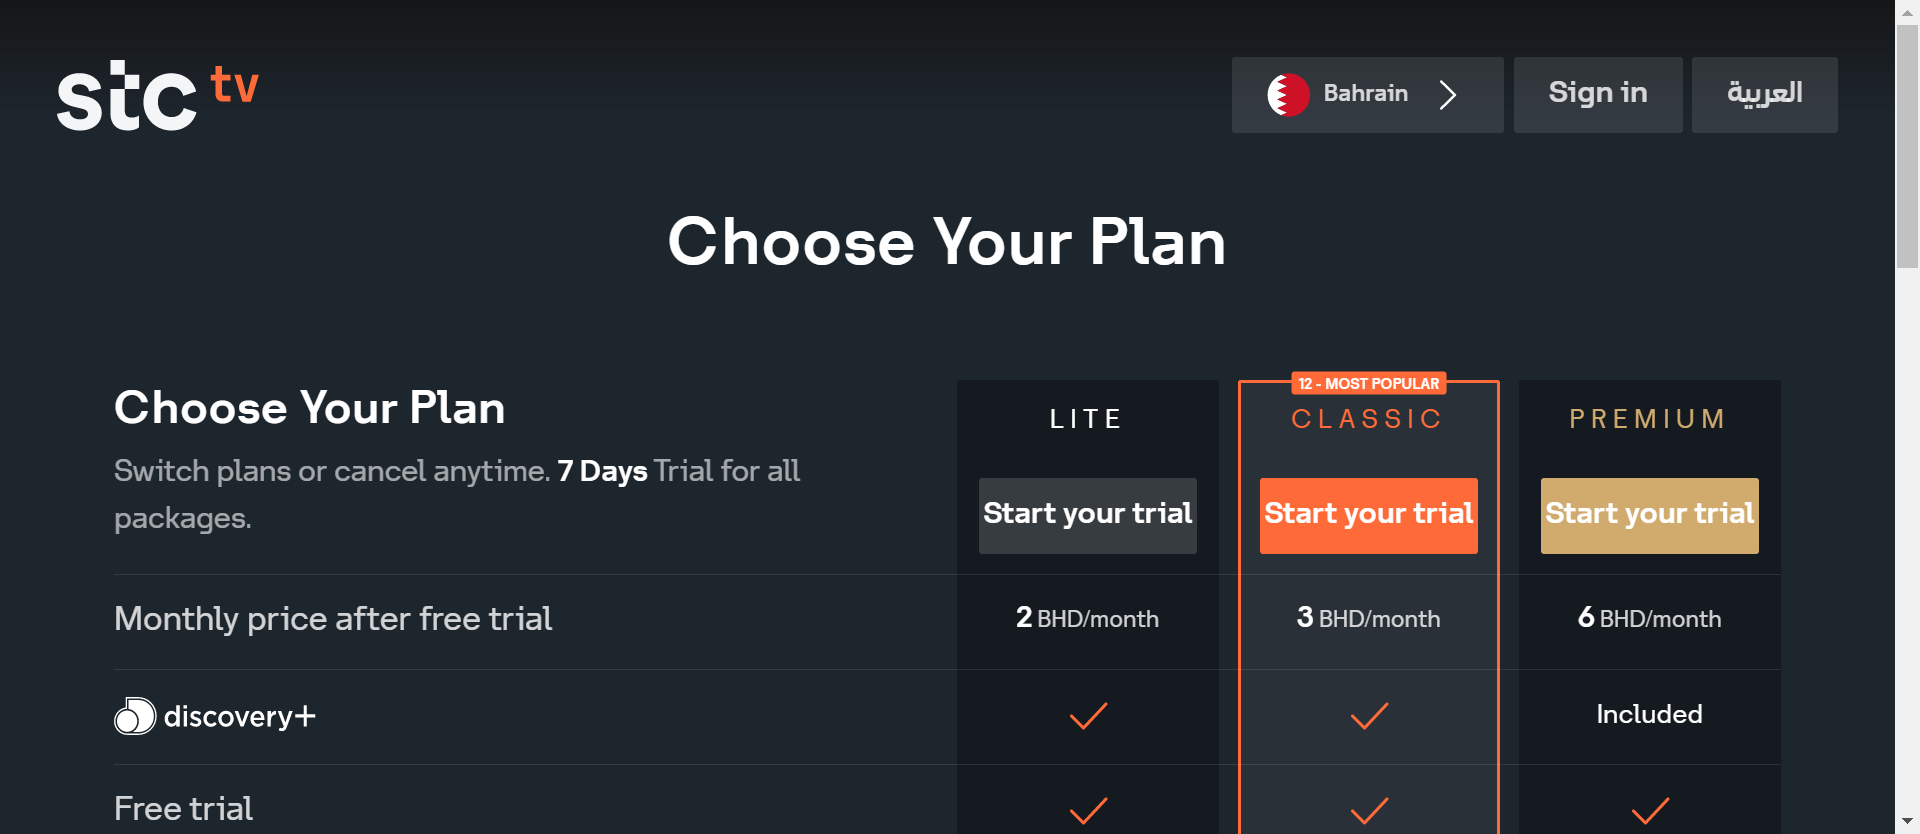 stc tv
Bahrain
Sign in
العربية
Choose Your Plan
Choose Your Plan
Switch plans or cancel anytime. 7 Days Trial for all
packages.
LITE
Start your trial
12 - MOST POPULAR
CLASSIC
Start your trial
PREMIUM
Start your trial
Monthly price after free trial
2 BHD/month
3 BHD/month
6 BHD/month
discovery+
Included
Free trial